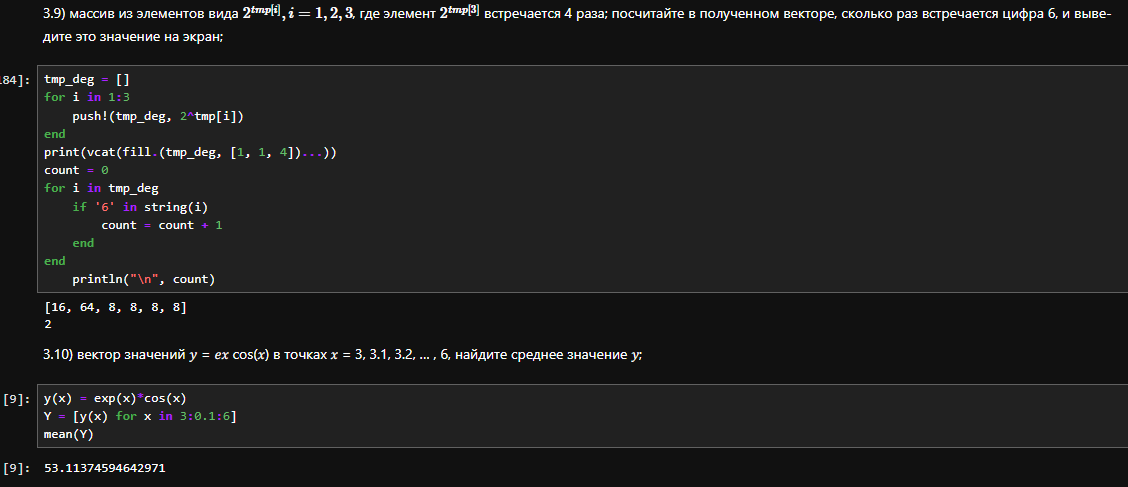 3.9) массив из элементов вида 2^tmp[i], i = 1, 2, 3, где элемент 2^tmp[3] встречается 4 раза; посчитайте в полученном векторе, сколько раз встречается цифра 6, и выве-
дите это значение на экран;
84]: tmp_deg = []
for i in 1:3
    push!(tmp_deg, 2^tmp[i])
end
print(vcat(fill.(tmp_deg, [1, 1, 4])...))
count = 0
for i in tmp_deg
    if '6' in string(i)
        count = count + 1
    end
end
    println("\n", count)
[16, 64, 8, 8, 8, 8]
2
3.10) вектор значений y = ex cos(x) в точках x = 3, 3.1, 3.2, ... , 6, найдите среднее значение y;
[9]: y(x) = exp(x)*cos(x)
Y = [y(x) for x in 3:0.1:6]
mean(Y)
[9]: 53.11374594642971